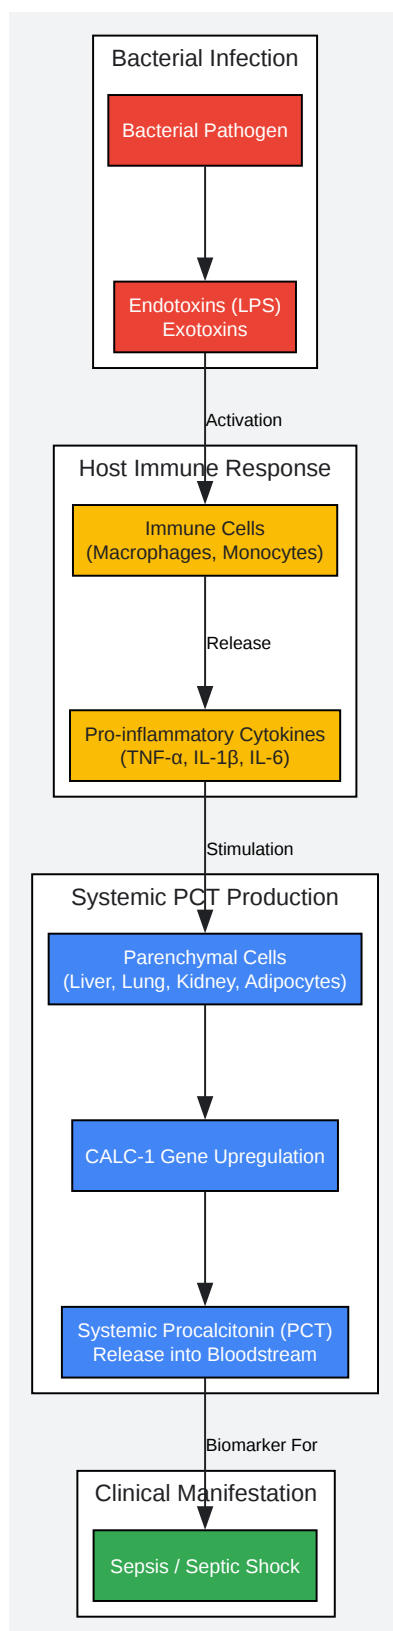 Bacterial Infection
Bacterial Pathogen
Endotoxins (LPS)
Exotoxins
Activation
Host Immune Response
Immune Cells
(Macrophages, Monocytes)
Release
Pro-inflammatory Cytokines
(TNF-α, IL-1β, IL-6)
Stimulation
Systemic PCT Production
Parenchymal Cells
(Liver, Lung, Kidney, Adipocytes)
CALC-1 Gene Upregulation
Systemic Procalcitonin (PCT)
Release into Bloodstream
Biomarker For
Clinical Manifestation
Sepsis / Septic Shock